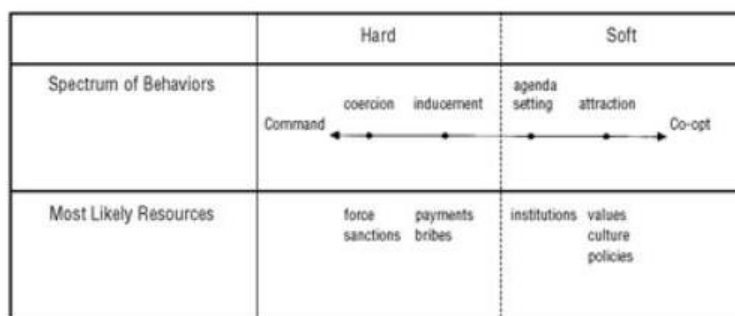 Hard Soft
Spectrum of Behaviors
coercion inducement agenda setting attraction
Command Co-opt
Most Likely Resources
force payments institutions values
sanctions bribes culture
policies